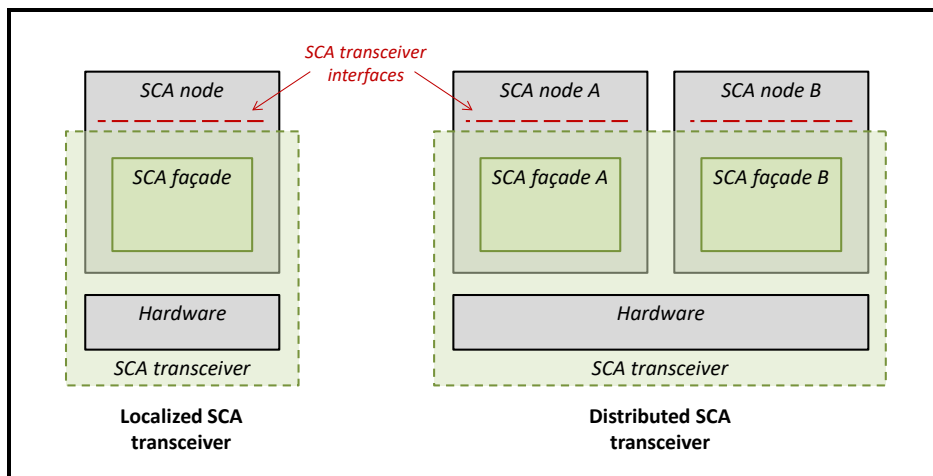 SCA transceiver
interfaces
SCA node
SCA node A
SCA node B
SCA façade
SCA façade A
SCA façade B
Hardware
Hardware
SCA transceiver
SCA transceiver
Localized SCA
transceiver
Distributed SCA
transceiver